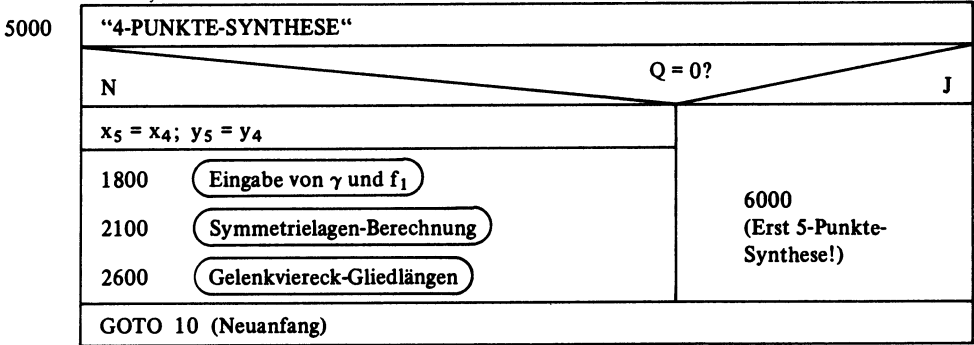 5000 “4-PUNKTE-SYNTHESE“
Q = 0?
N J
x₅ = x₄; y₅ = y₄
1800 Eingabe von γ und f₁
2100 Symmetrielagen-Berechnung
2600 Gelenkviereck-Gliedlängen
6000
(Erst 5-Punkte-
Synthese!)
GOTO 10 (Neuanfang)